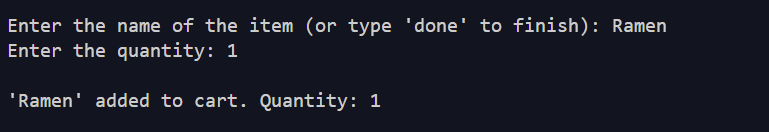 Enter the name of the item (or type 'done' to finish): Ramen
Enter the quantity: 1
'Ramen' added to cart. Quantity: 1